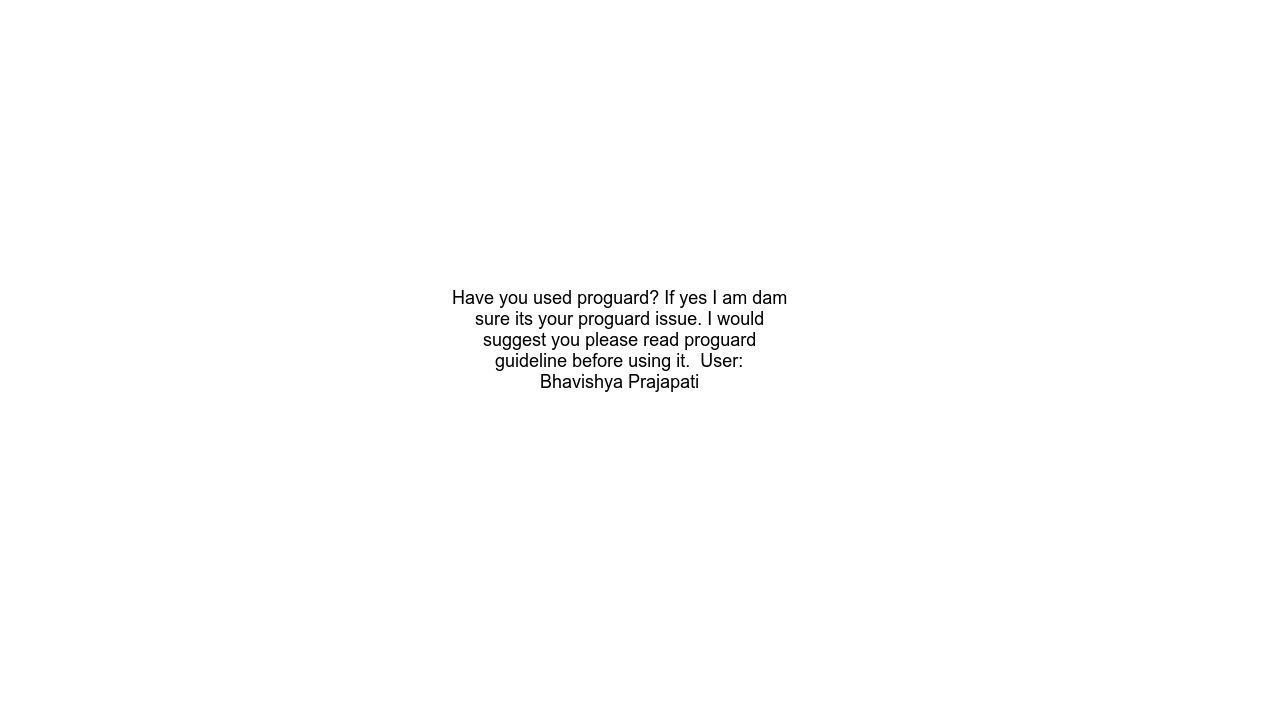 Have you used proguard? If yes I am dam
sure its your proguard issue. I would
suggest you please read proguard
guideline before using it.  User:
Bhavishya Prajapati